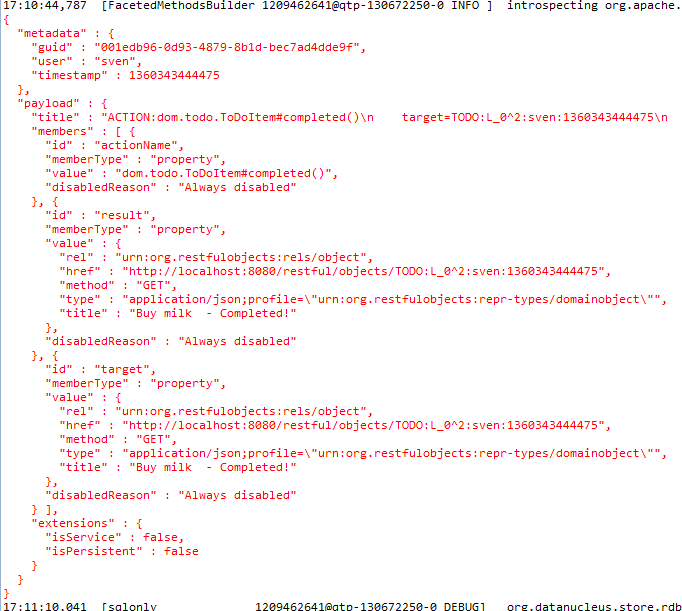 17:10:44,787  [FacetedMethodsBuilder 1209462641@qtp-130672250-0 INFO ]  introspecting org.apache.
{
  "metadata" : {
    "guid" : "001edb96-0d93-4879-8b1d-bec7ad4dde9f",
    "user" : "sven",
    "timestamp" : 1360343444475
  },
  "payload" : {
    "title" : "ACTION:dom.todo.ToDoItem#completed()\n    target=TODO:L_0^2:sven:1360343444475\n
    "members" : [ {
      "id" : "actionName",
      "memberType" : "property",
      "value" : "dom.todo.ToDoItem#completed()",
      "disabledReason" : "Always disabled"
    }, {
      "id" : "result",
      "memberType" : "property",
      "value" : {
        "rel" : "urn:org.restfulobjects:rels/object",
        "href" : "http://localhost:8080/restful/objects/TODO:L_0^2:sven:1360343444475",
        "method" : "GET",
        "type" : "application/json;profile=\"urn:org.restfulobjects:repr-types/domainobject\"",
        "title" : "Buy milk  - Completed!"
      },
      "disabledReason" : "Always disabled"
    }, {
      "id" : "target",
      "memberType" : "property",
      "value" : {
        "rel" : "urn:org.restfulobjects:rels/object",
        "href" : "http://localhost:8080/restful/objects/TODO:L_0^2:sven:1360343444475",
        "method" : "GET",
        "type" : "application/json;profile=\"urn:org.restfulobjects:repr-types/domainobject\"",
        "title" : "Buy milk  - Completed!"
      },
      "disabledReason" : "Always disabled"
    } ],
    "extensions" : {
      "isService" : false,
      "isPersistent" : false
    }
  }
}
17:11:10,041  [sqlonly              1209462641@qtp-130672250-0 DEBUG]   org.datanucleus.store.rdb